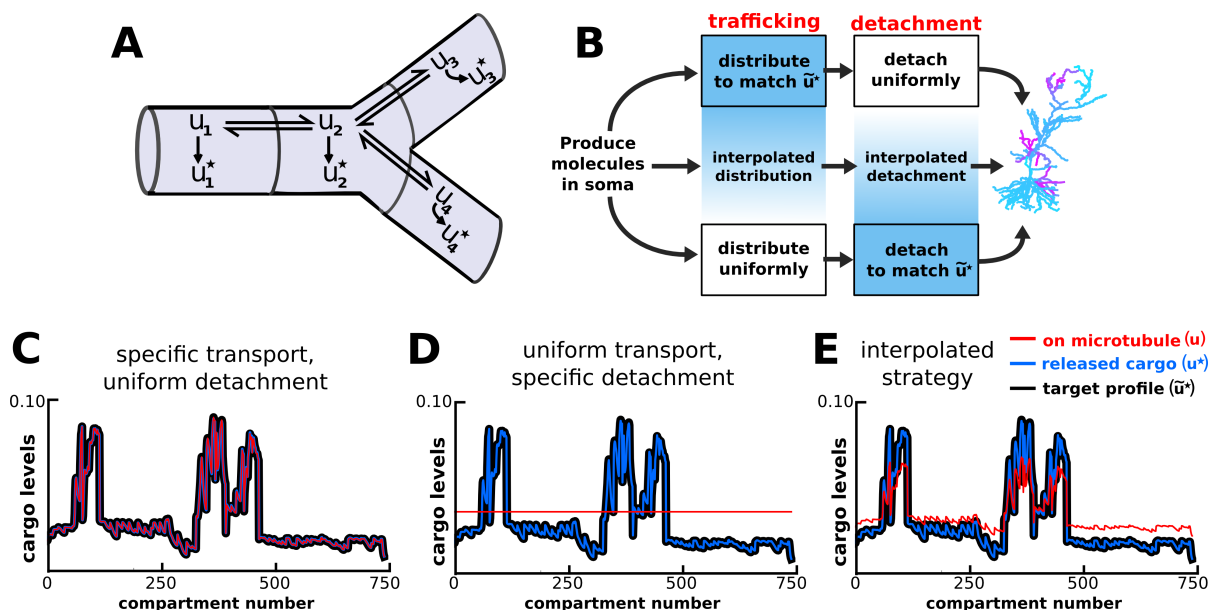 A
u₁
u₂
u₃
u₄
u₁★
u₂★
u₃★
u₄★
B
trafficking
detachment
Produce
molecules
in soma
distribute
to match ũ★
detach
uniformly
interpolated
distribution
interpolated
detachment
distribute
uniformly
detach
to match ũ★
C
specific transport,
uniform detachment
0.10
cargo levels
0
250
500
750
compartment number
D
uniform transport,
specific detachment
0.10
cargo levels
0
250
500
750
compartment number
E
interpolated
strategy
on microtubule (u)
released cargo (u★)
target profile (ũ★)
0.10
cargo levels
0
250
500
750
compartment number